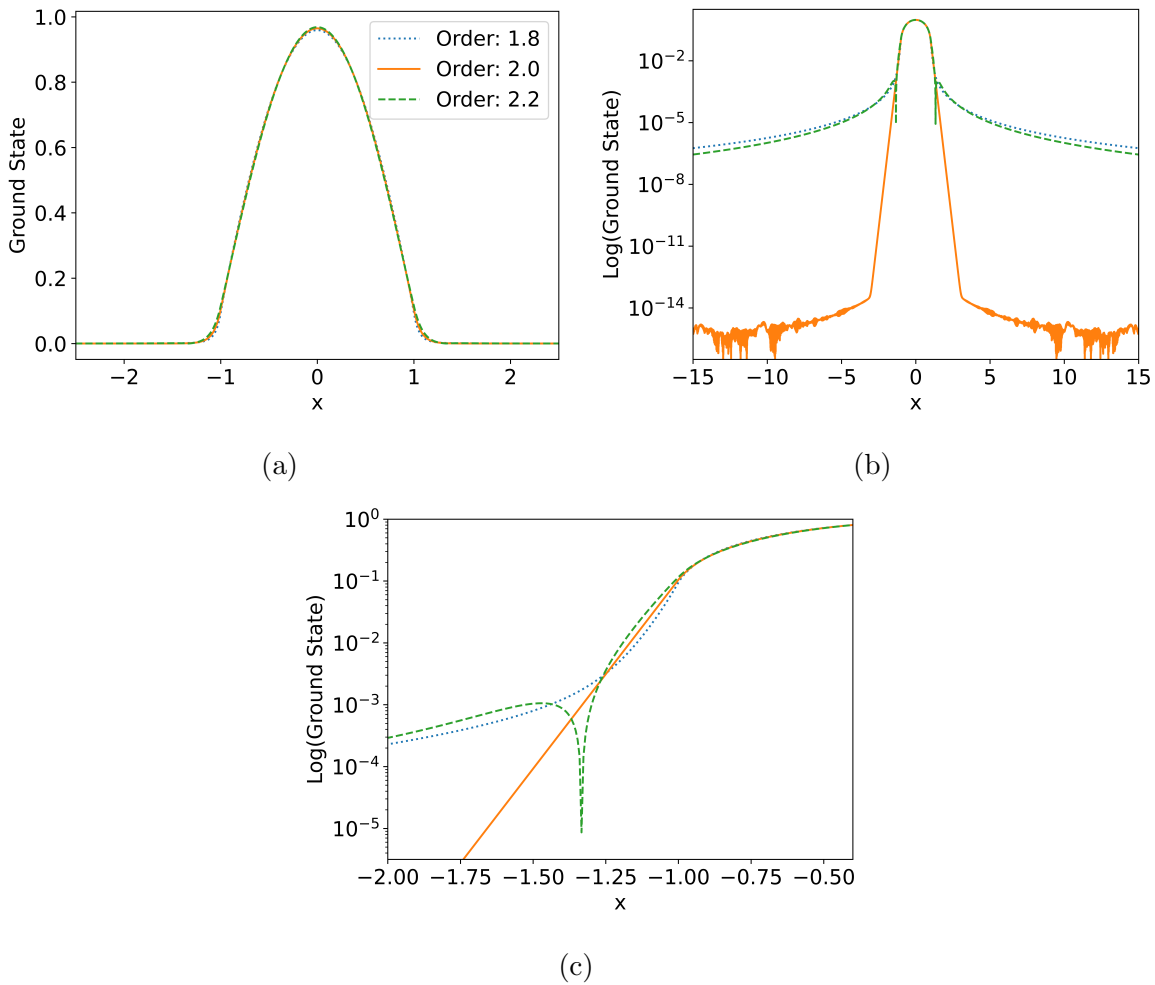 1.0
0.8
0.6
0.4
0.2
0.0
Ground State
−2 −1 0 1 2
x
Order: 1.8
Order: 2.0
Order: 2.2
(a)
10^−2
10^−5
10^−8
10^−11
10^−14
Log(Ground State)
−15 −10 −5 0 5 10 15
x
(b)
10^0
10^−1
10^−2
10^−3
10^−4
10^−5
Log(Ground State)
−2.00 −1.75 −1.50 −1.25 −1.00 −0.75 −0.50
x
(c)